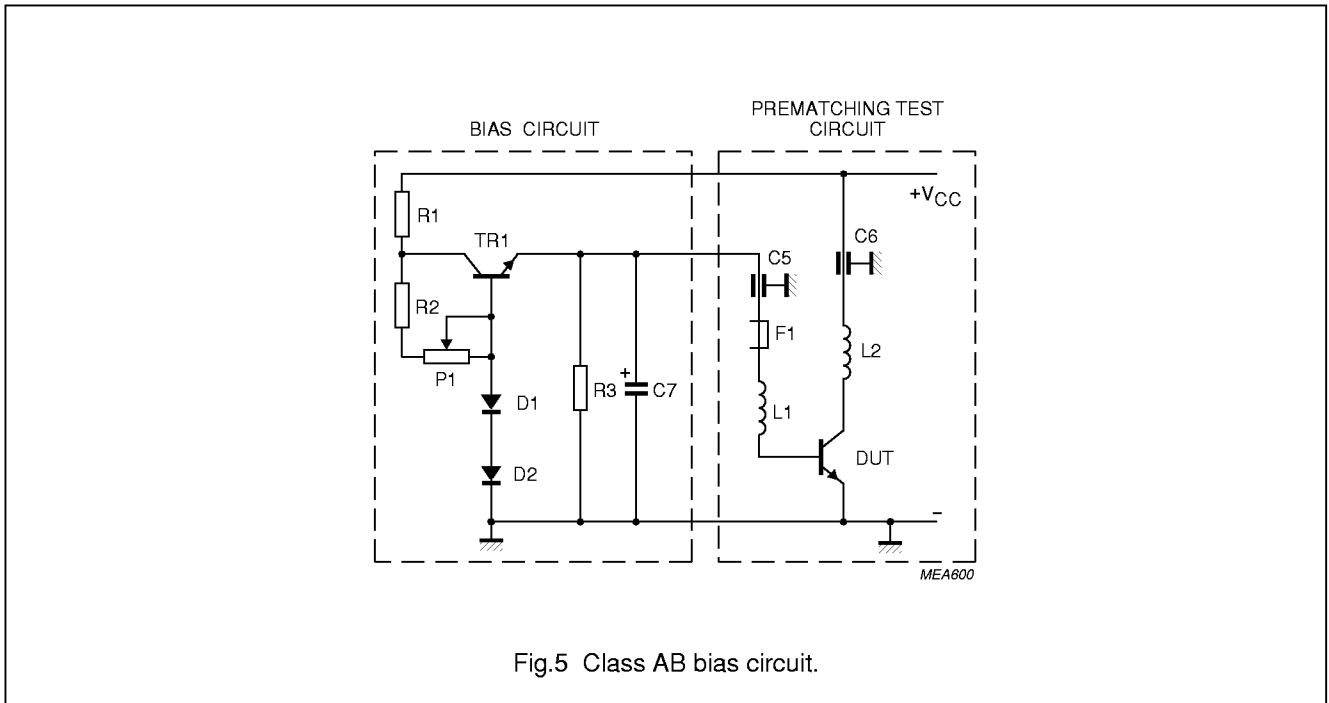 BIAS CIRCUIT
PREMATCHING TEST
CIRCUIT
+VCC
R1
TR1
C5
C6
R2
F1
L2
P1
D1
+
R3
C7
L1
D2
DUT
-
MEA600
Fig.5 Class AB bias circuit.